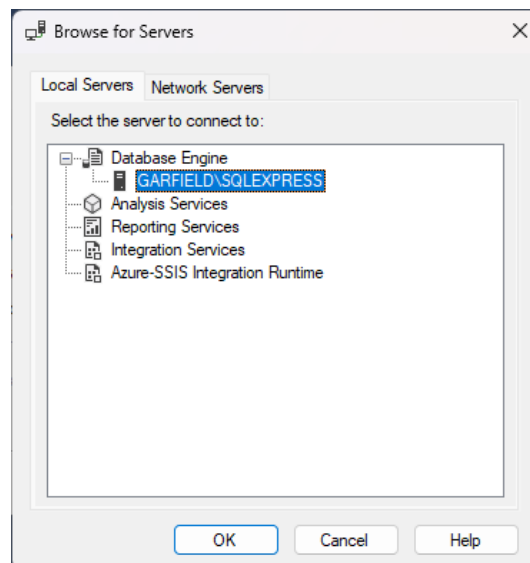 Browse for Servers
Local Servers
Network Servers
Select the server to connect to:
Database Engine
GARFIELD\SQLEXPRESS
Analysis Services
Reporting Services
Integration Services
Azure-SSIS Integration Runtime
OK
Cancel
Help